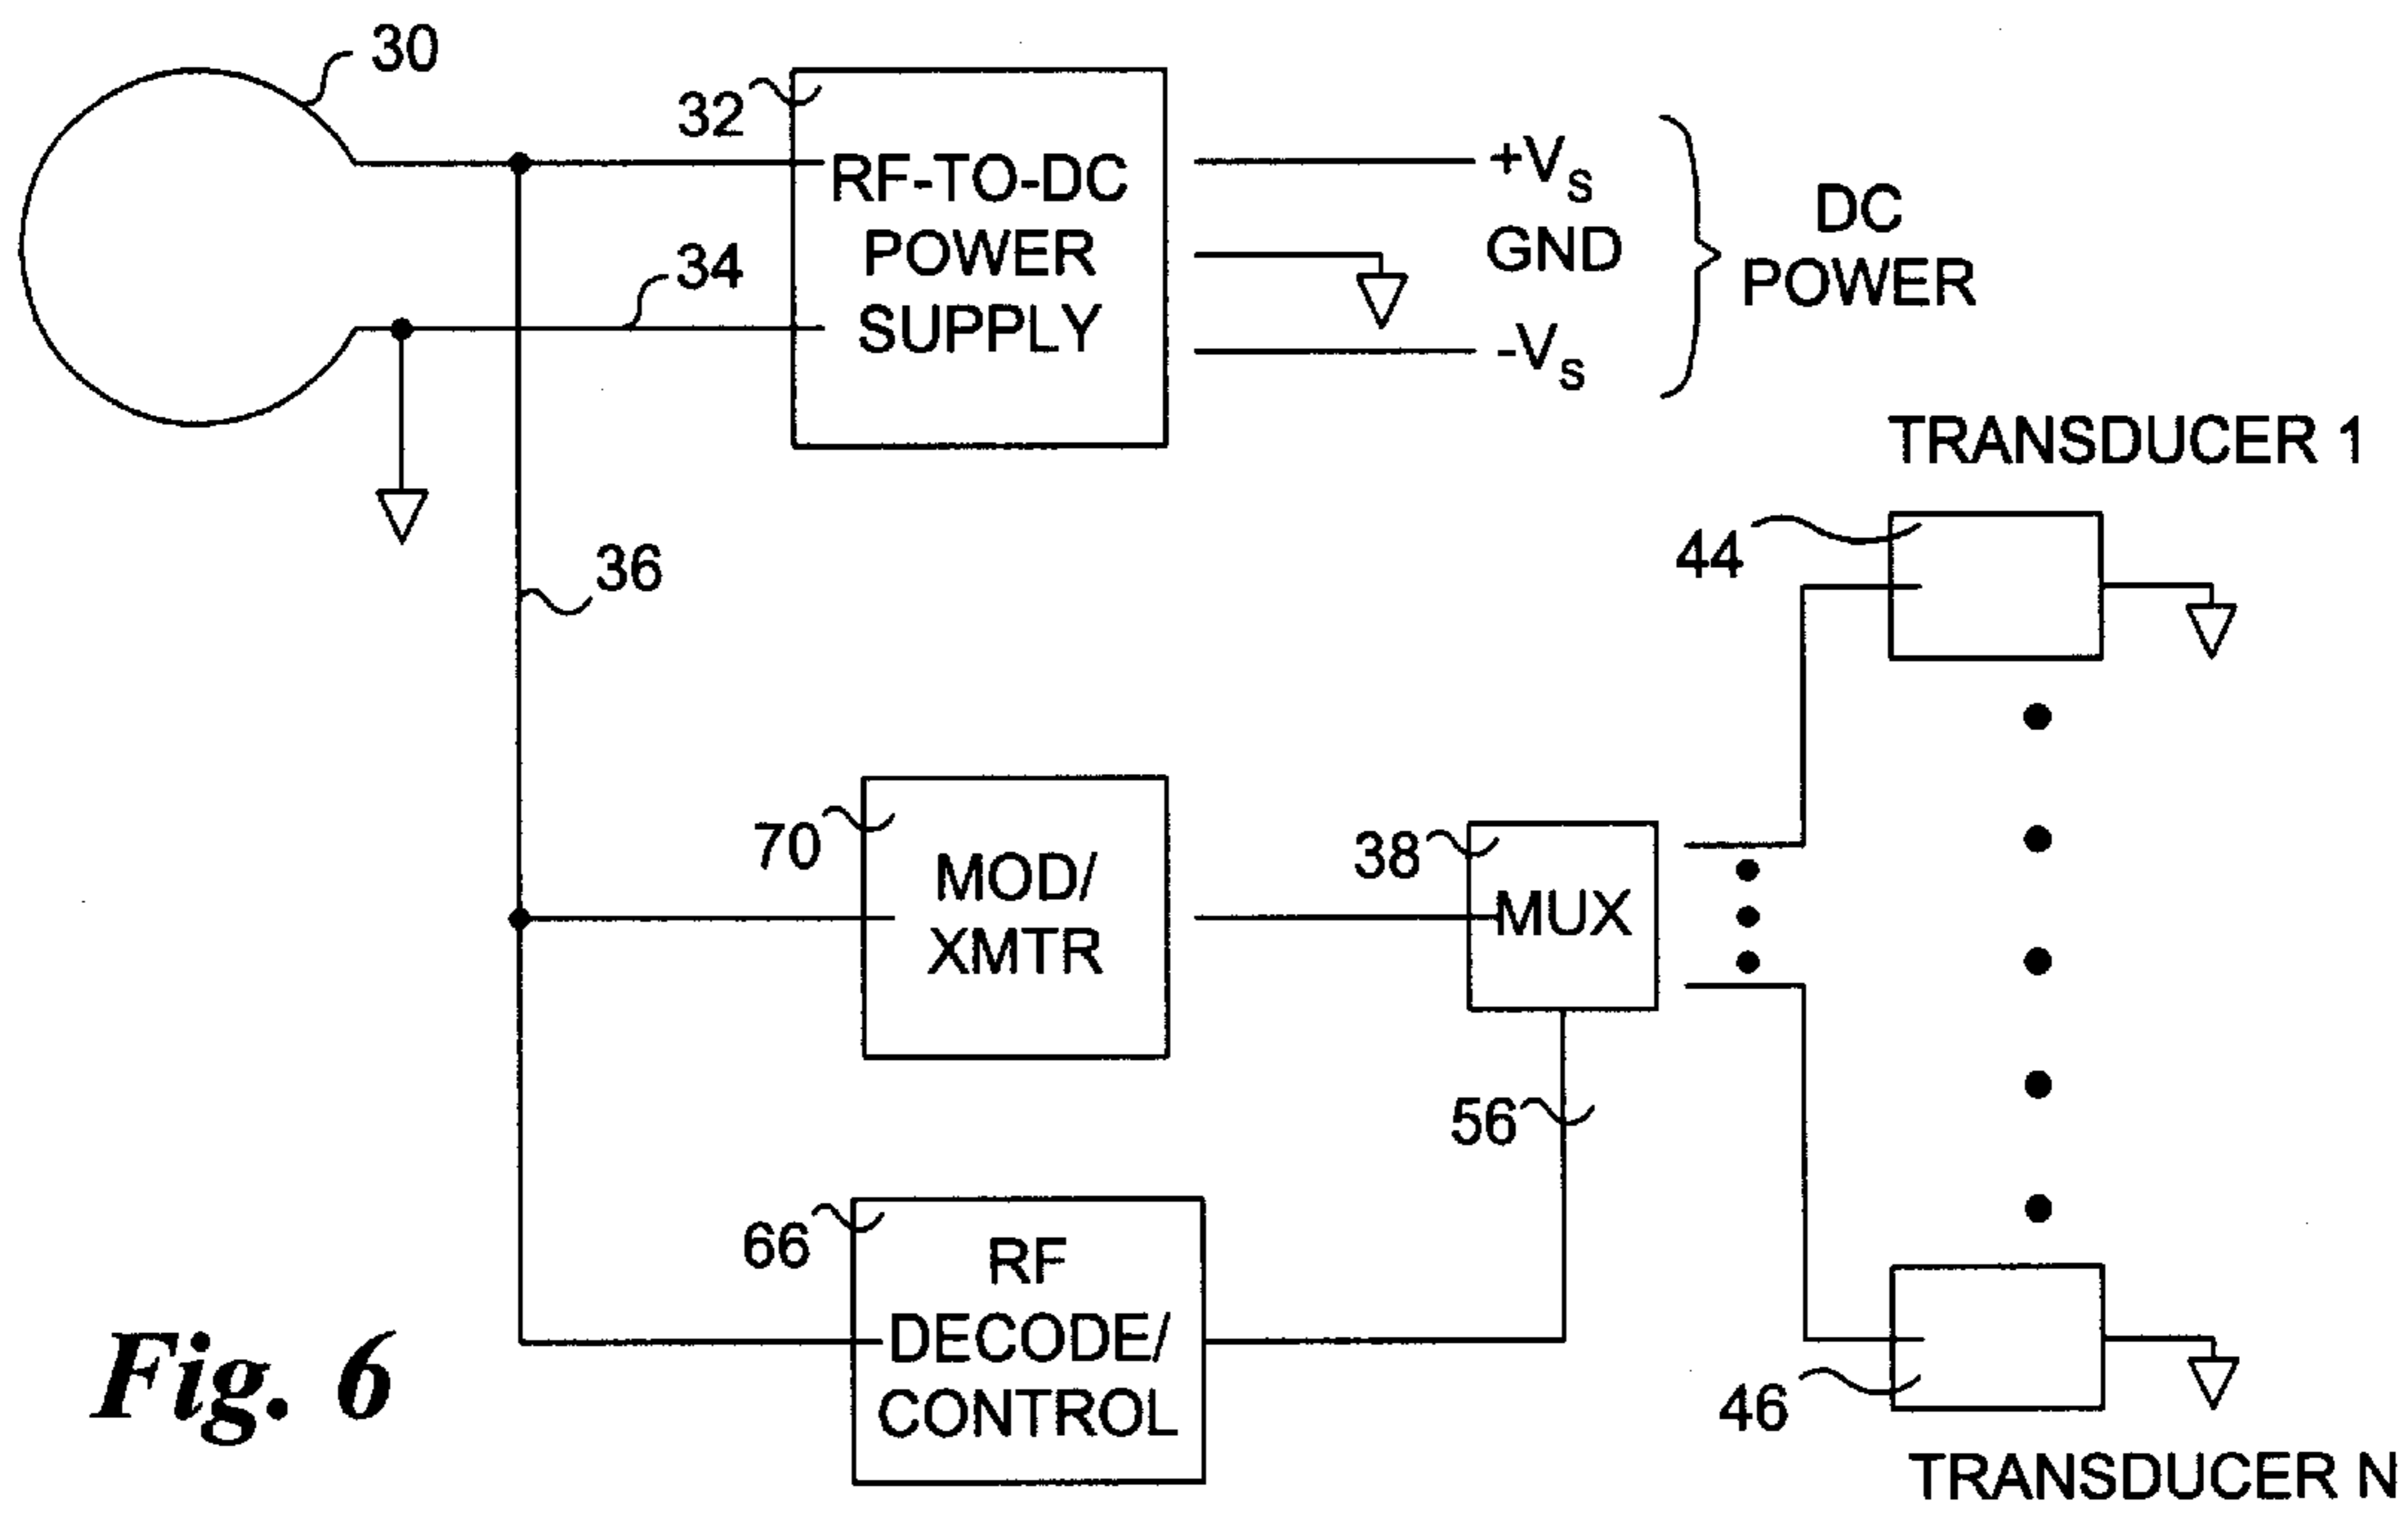 30
32
RF-TO-DC
POWER
SUPPLY
34
+VS
GND
-VS
DC
POWER
36
TRANSDUCER 1
44
70
MOD/
XMTR
38
MUX
56
66
RF
DECODE/
CONTROL
46
TRANSDUCER N
Fig. 6